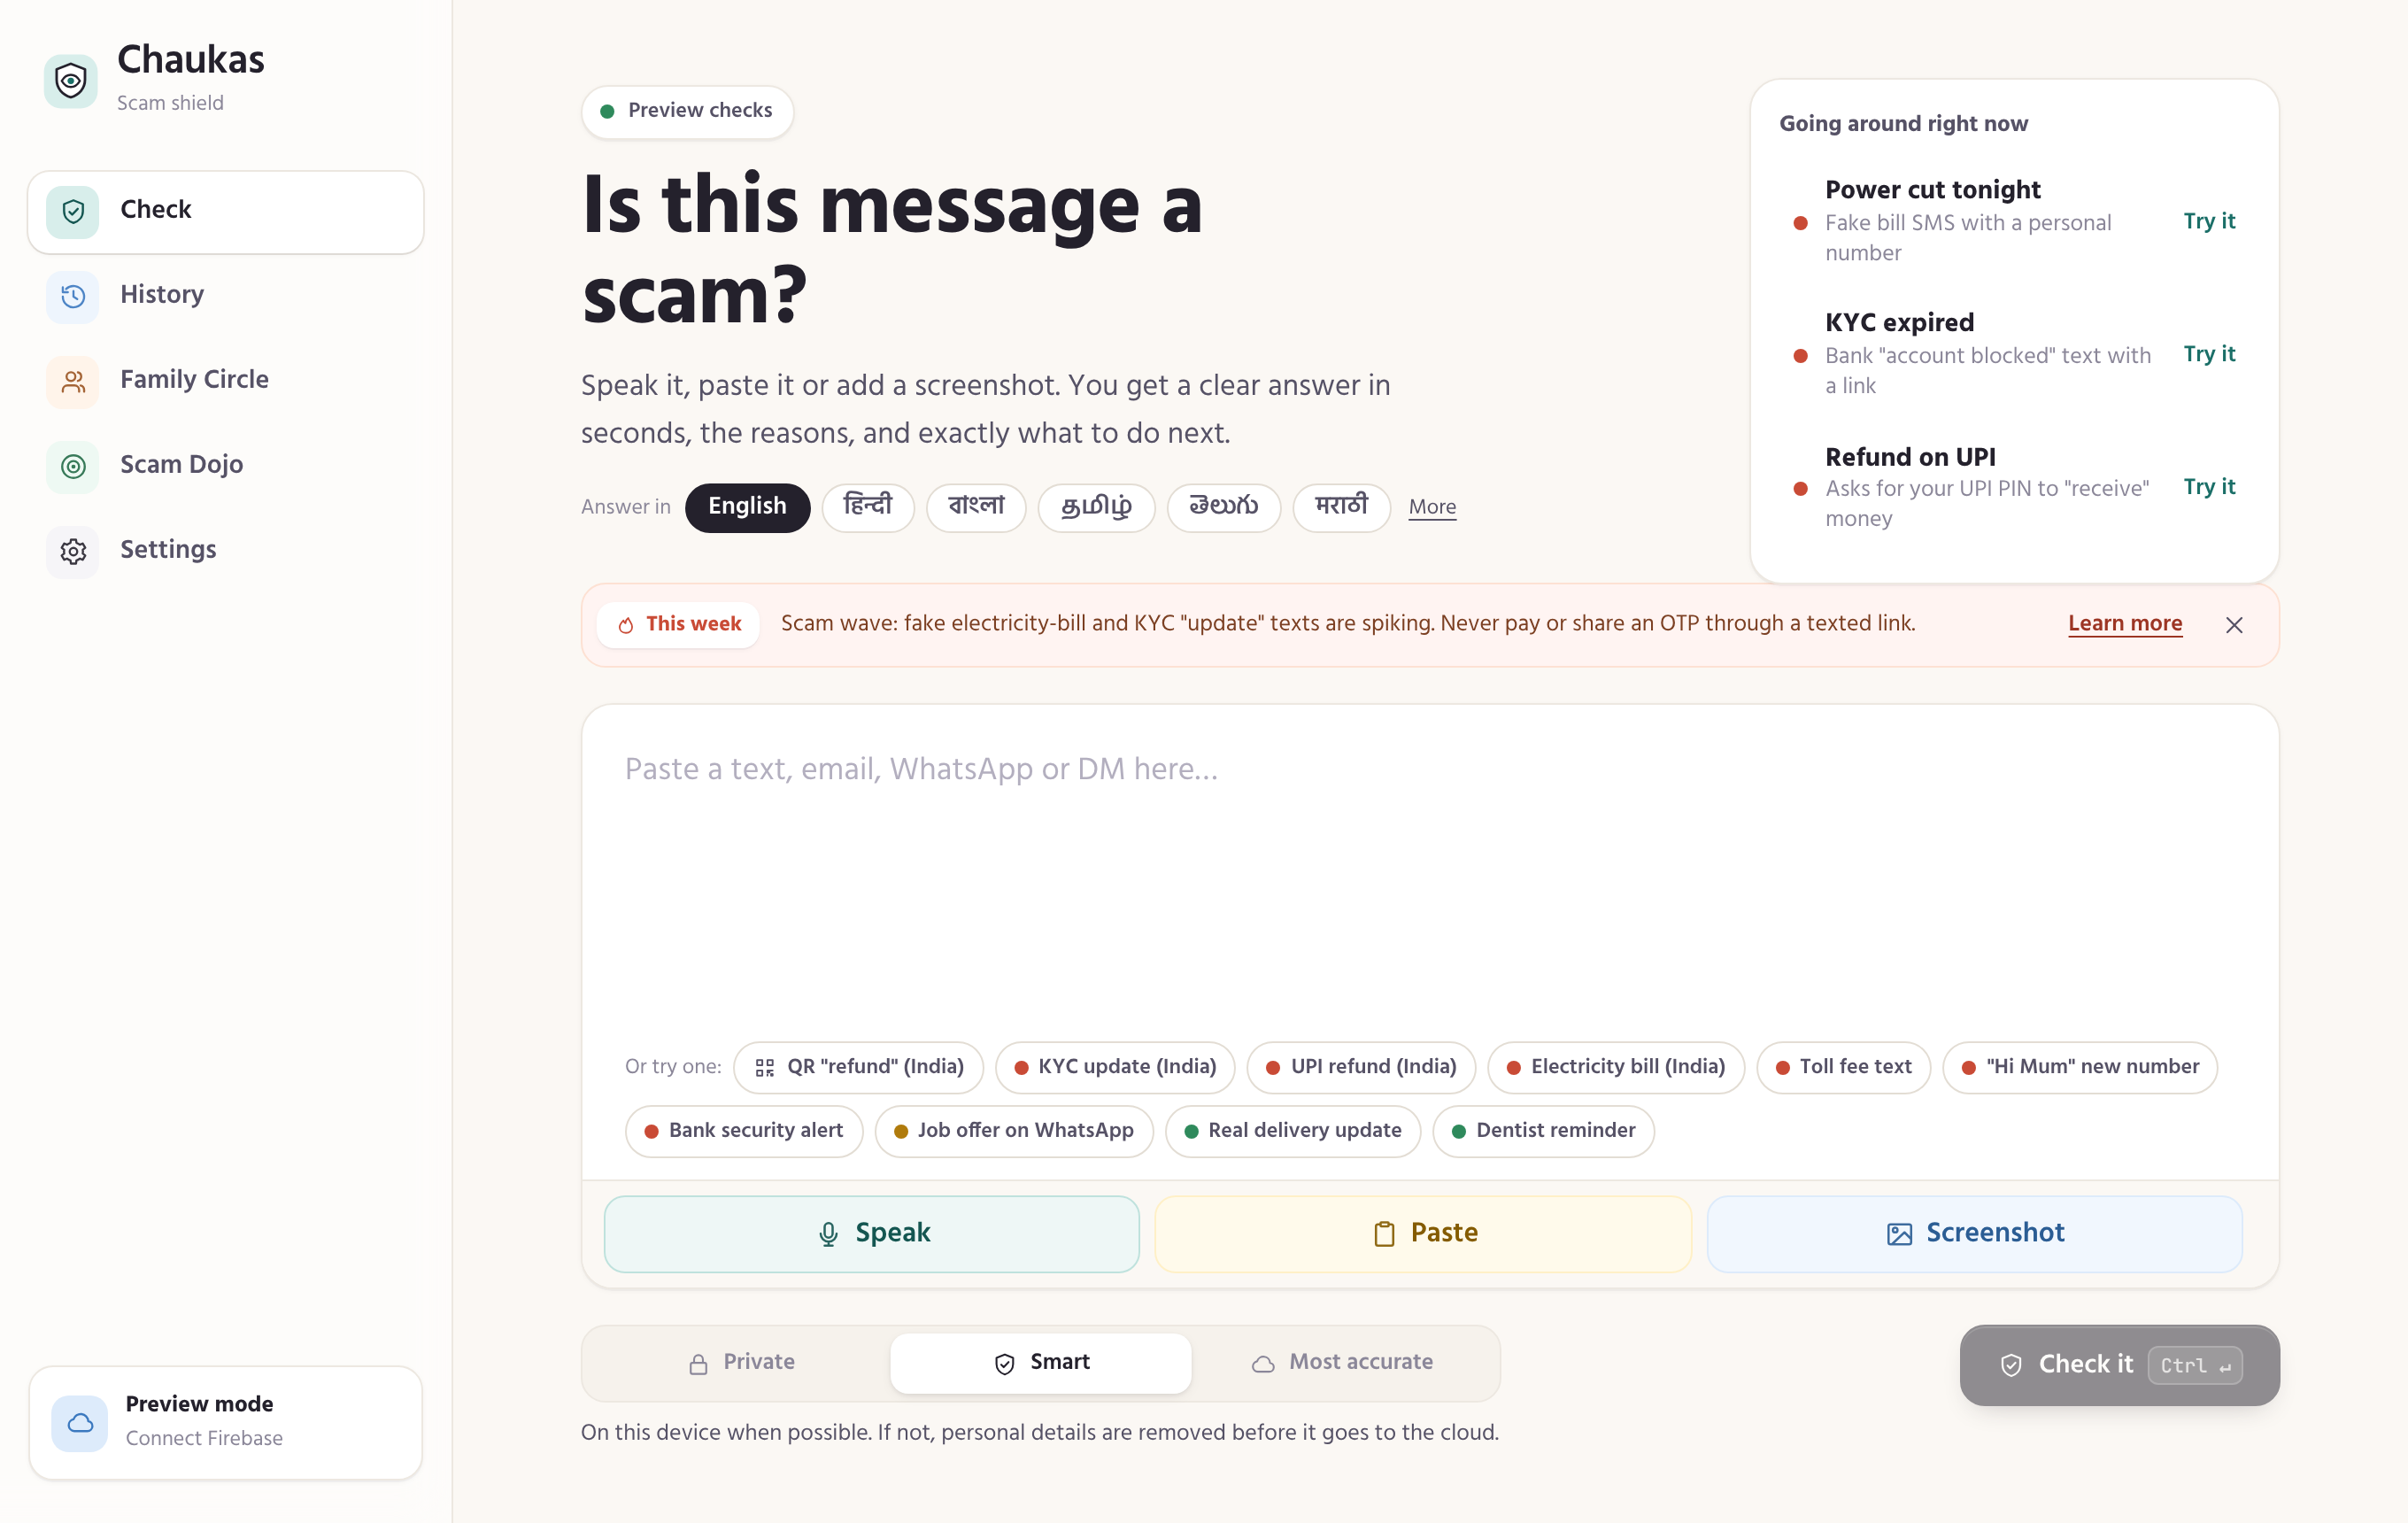 Chaukas
Scam shield
Check
History
Family Circle
Scam Dojo
Settings
Preview mode
Connect Firebase
Preview checks
Is this message a
scam?
Speak it, paste it or add a screenshot. You get a clear answer in
seconds, the reasons, and exactly what to do next.
Answer in English हिन्दी বাংলা தமிழ் తెలుగు मराठी More
Going around right now
Power cut tonight
Fake bill SMS with a personal
number
Try it
KYC expired
Bank "account blocked" text with
a link
Try it
Refund on UPI
Asks for your UPI PIN to "receive"
money
Try it
This week Scam wave: fake electricity-bill and KYC "update" texts are spiking. Never pay or share an OTP through a texted link. Learn more
Paste a text, email, WhatsApp or DM here...
Or try one: QR "refund" (India) KYC update (India) UPI refund (India) Electricity bill (India) Toll fee text "Hi Mum" new number
Bank security alert Job offer on WhatsApp Real delivery update Dentist reminder
Speak Paste Screenshot
Private Smart Most accurate
Check it Ctrl ↵
On this device when possible. If not, personal details are removed before it goes to the cloud.